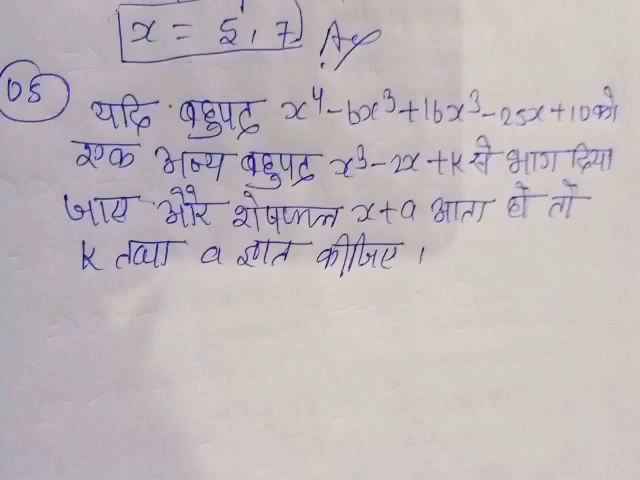 x = 5, 7 Ay
05
यदि बहुपद x⁴-6x³+16x³-25x+10 को
एक अन्य बहुपद x³-2x+k से भाग दिया
जाए और शेषफल x+a आता हो तो
k तथा a ज्ञात कीजिए।